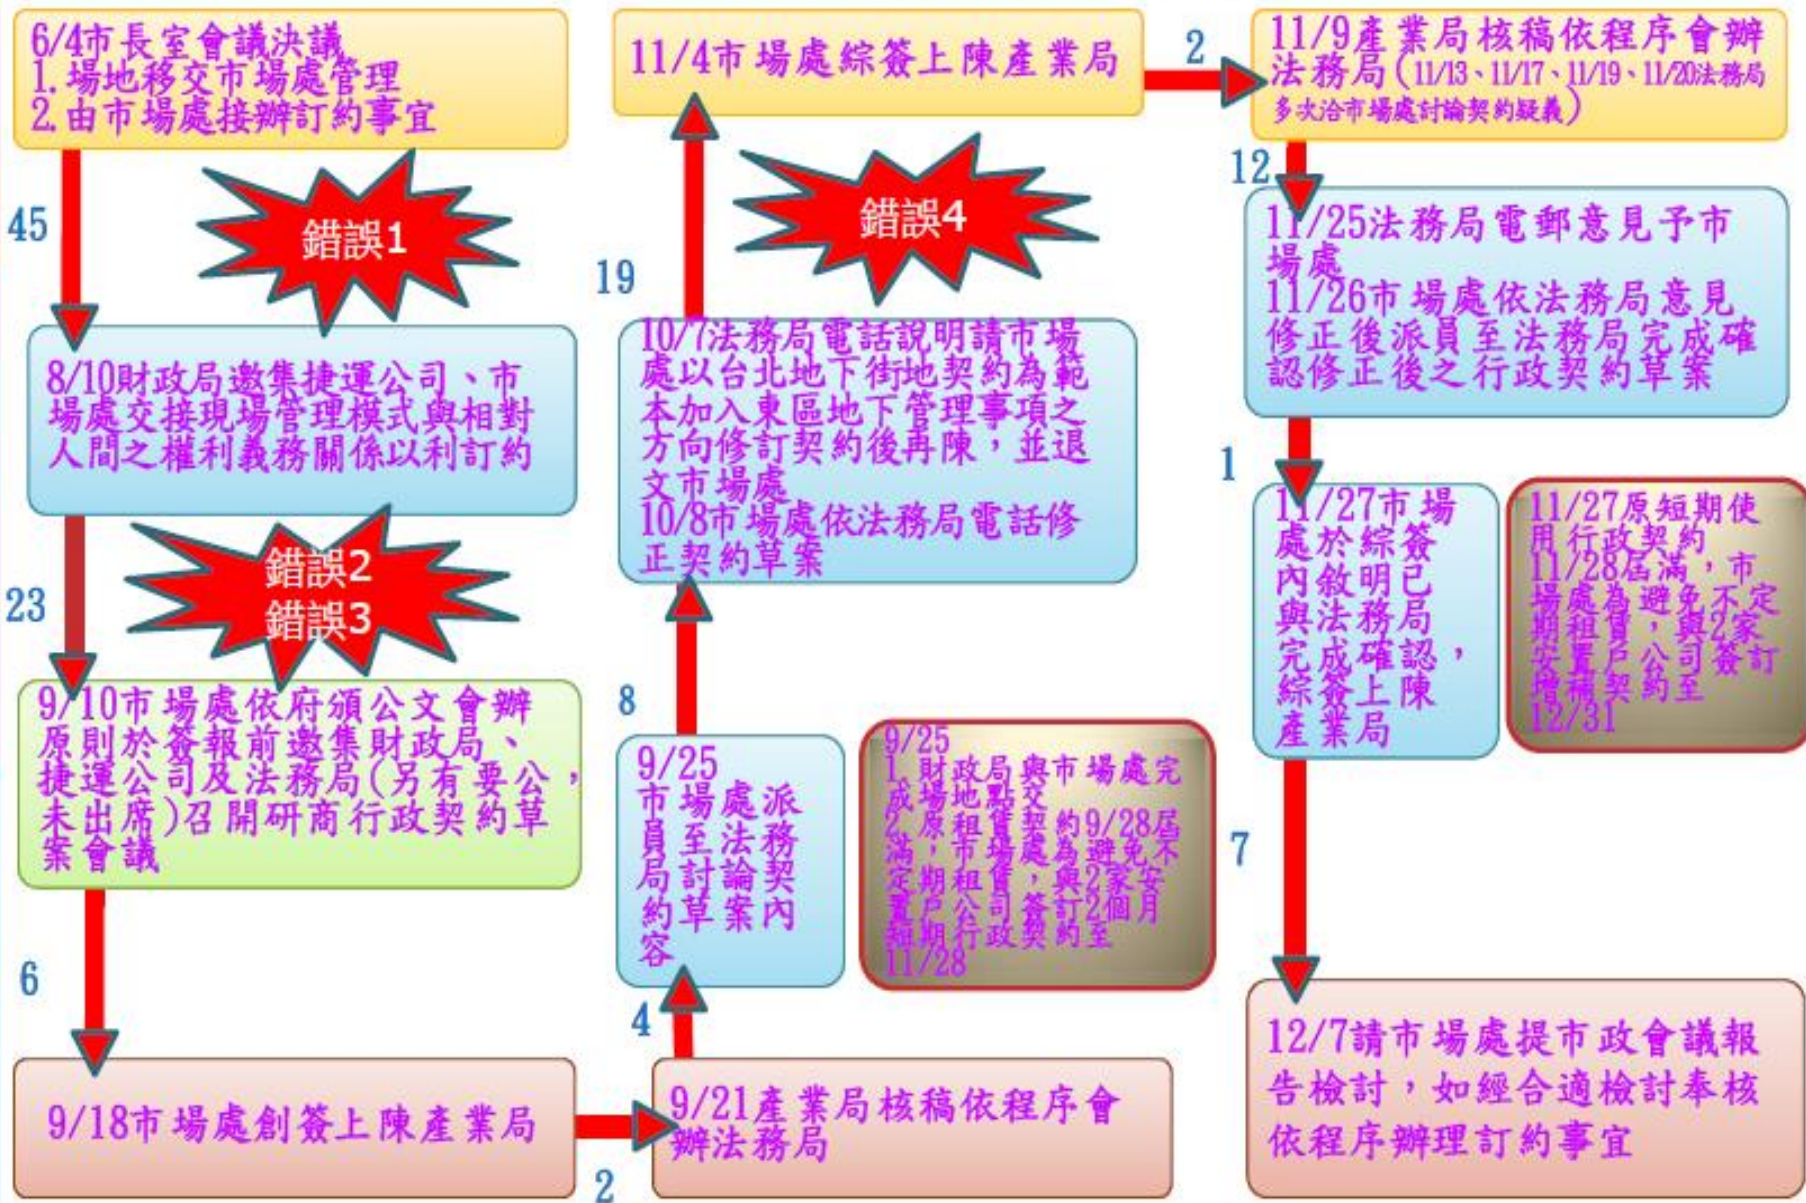 6/4市長室會議決議
1.場地移交市場處管理
2.由市場處接辦訂約事宜
45
錯誤1
8/10財政局邀集捷運公司、市
場處交接現場管理模式與相對
人間之權利義務關係以利訂約
23
錯誤2
錯誤3
9/10市場處依府頒公文會辦
原則於簽報前邀集財政局、
捷運公司及法務局(另有要公，
未出席)召開研商行政契約草
案會議
6
9/18市場處創簽上陳產業局
2
9/21產業局核稿依程序會
辦法務局
4
9/25
市場處派
員至法務
局討論契
約草案內
容
9/25
1.財政局與市場處完
成場地點交
2.原租賃契約9/28屆
滿，市場處為避免不
定期租賃，與2家安
置戶公司簽訂2個月
短期行政契約至
11/28
8
10/7法務局電話說明請市場
處以台北地下街地契約為範
本加入東區地下管理事項之
方向修訂契約後再陳，並退
文市場處
10/8市場處依法務局電話修
正契約草案
19
錯誤4
11/4市場處綜簽上陳產業局
2
11/9產業局核稿依程序會辦
法務局(11/13、11/17、11/19、11/20法務局
多次洽市場處討論契約疑義)
12
11/25法務局電郵意見予市
場處
11/26市場處依法務局意見
修正後派員至法務局完成確
認修正後之行政契約草案
1
11/27市場
處於綜簽
內敘明已
與法務局
完成確認，
綜簽上陳
產業局
11/27原短期使
用行政契約
11/28屆滿，市
場處為避免不定
期租賃，與2家
安置戶公司簽訂
增補契約至
12/31
7
12/7請市場處提市政會議報
告檢討，如經合適檢討奉核
依程序辦理訂約事宜